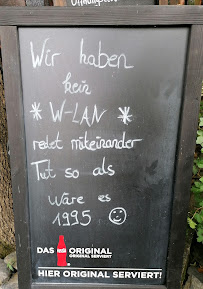 Öffnungszeiten
Wir haben
kein
* W-LAN *
redet miteinander
Tut so als
wäre es
1995 ☺
DAS ORIGINAL
ORIGINAL SERVIERT
HIER ORIGINAL SERVIERT!